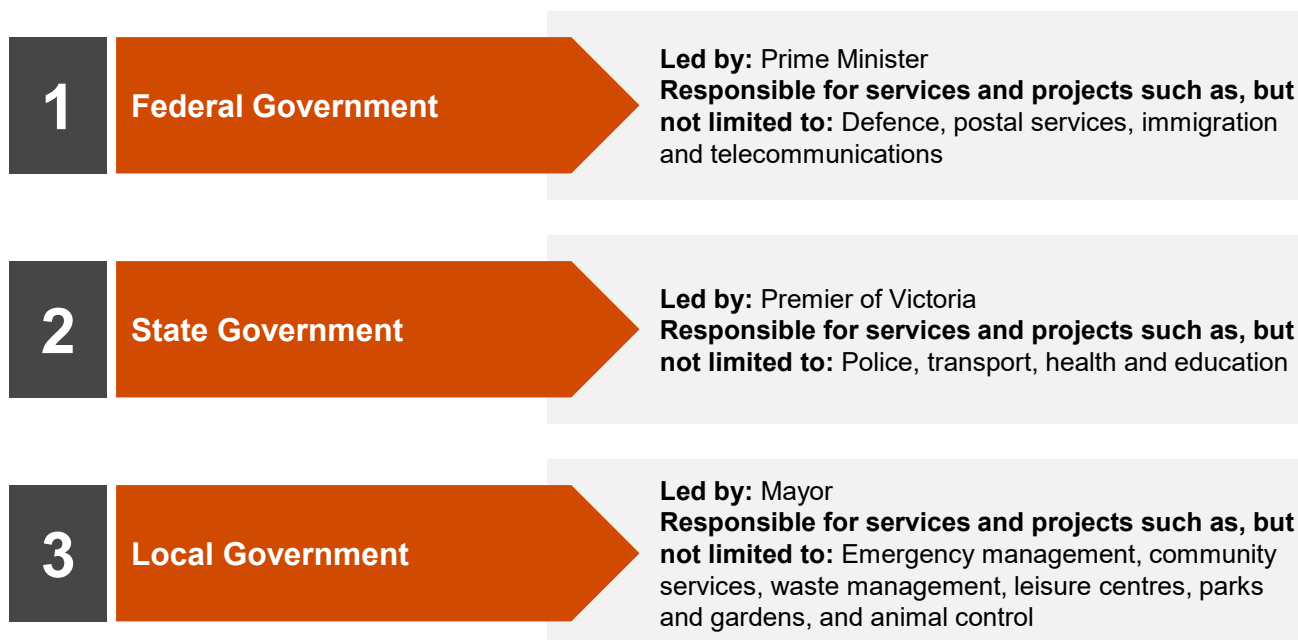 1
Federal Government
Led by: Prime Minister
Responsible for services and projects such as, but
not limited to: Defence, postal services, immigration
and telecommunications
2
State Government
Led by: Premier of Victoria
Responsible for services and projects such as, but
not limited to: Police, transport, health and education
3
Local Government
Led by: Mayor
Responsible for services and projects such as, but
not limited to: Emergency management, community
services, waste management, leisure centres, parks
and gardens, and animal control